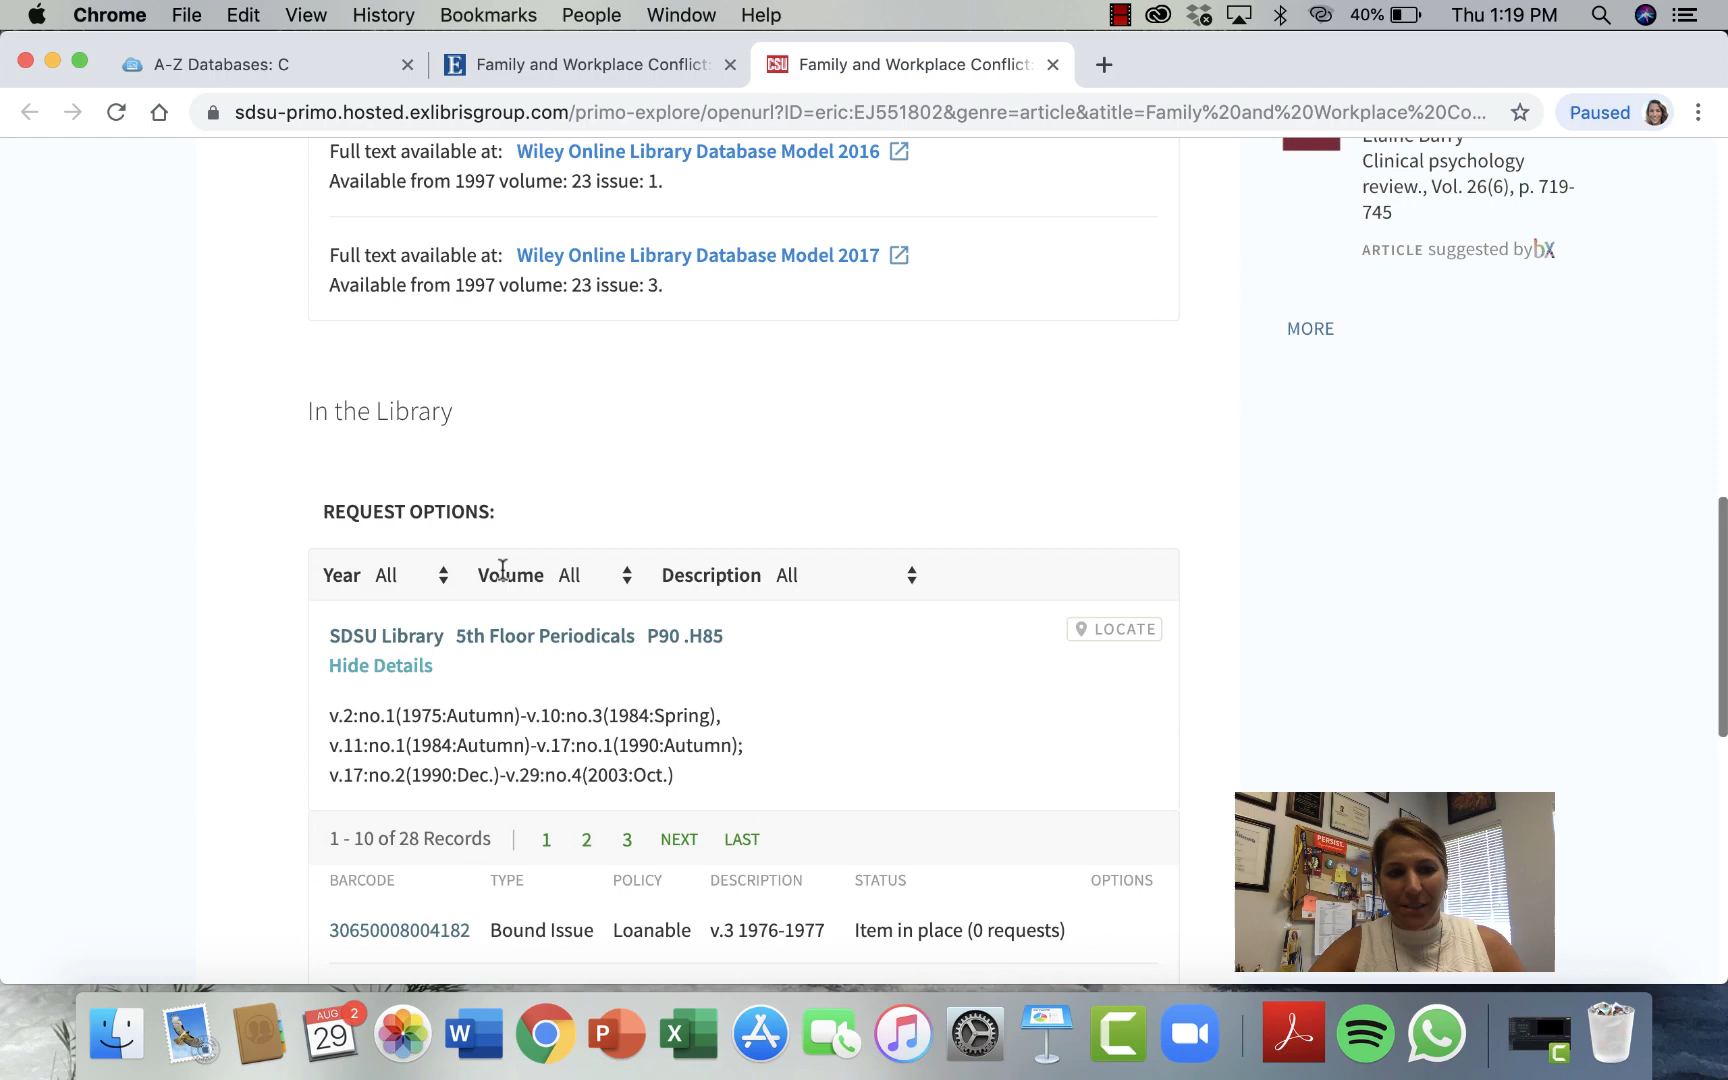 Chrome File Edit View History Bookmarks People Window Help 40% Thu 1:19 PM
A-Z Databases: C
E Family and Workplace Conflict:
CSU Family and Workplace Conflict:
sdsu-primo.hosted.exlibrisgroup.com/primo-explore/openurl?ID=eric:EJ551802&genre=article&atitle=Family%20and%20Workplace%20Co... Paused
Full text available at: Wiley Online Library Database Model 2016
Available from 1997 volume: 23 issue: 1.
Full text available at: Wiley Online Library Database Model 2017
Available from 1997 volume: 23 issue: 3.
Elaine Barry
Clinical psychology
review., Vol. 26(6), p. 719-
745
ARTICLE suggested by bX
MORE
In the Library
REQUEST OPTIONS:
Year All Volume All Description All
SDSU Library 5th Floor Periodicals P90 .H85
LOCATE
Hide Details
v.2:no.1(1975:Autumn)-v.10:no.3(1984:Spring),
v.11:no.1(1984:Autumn)-v.17:no.1(1990:Autumn);
v.17:no.2(1990:Dec.)-v.29:no.4(2003:Oct.)
1 - 10 of 28 Records 1 2 3 NEXT LAST
BARCODE TYPE POLICY DESCRIPTION STATUS OPTIONS
30650008004182 Bound Issue Loanable v.3 1976-1977 Item in place (0 requests)
PERSIST.
AUG 2
29
W
P
X
C
C